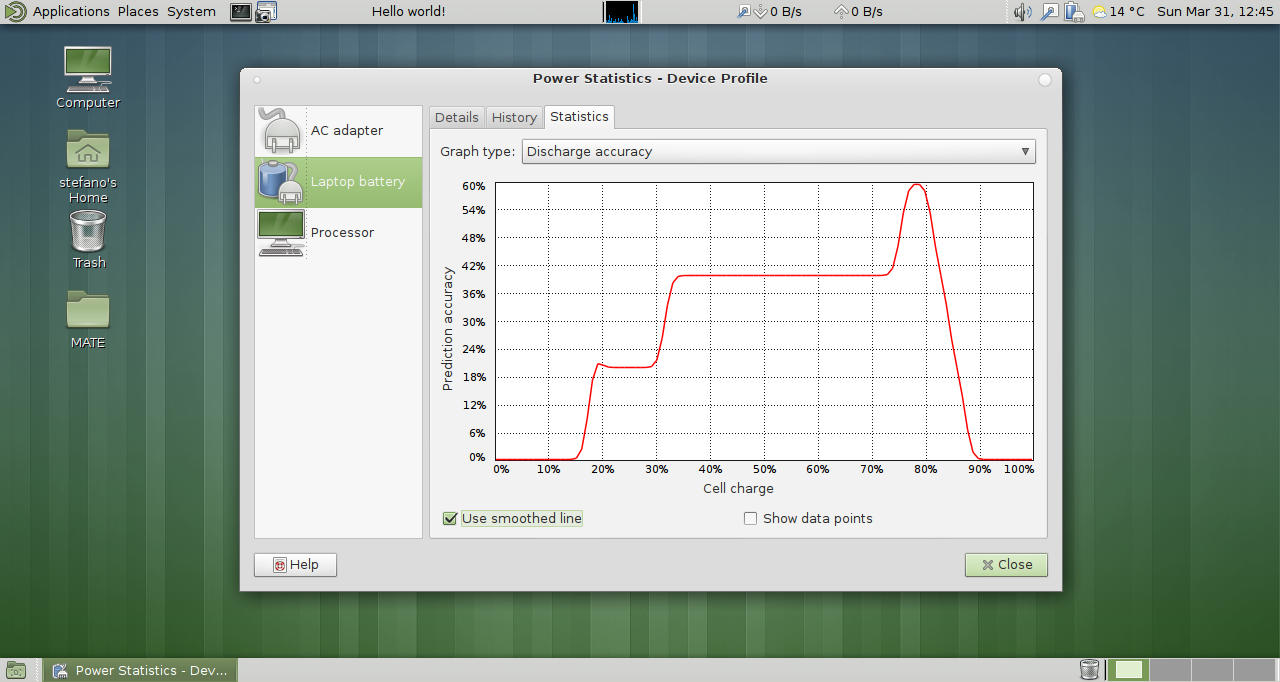 Applications Places System Hello world! 0 B/s 0 B/s 14 °C Sun Mar 31, 12:45
Computer
stefano's
Home
Trash
MATE
Power Statistics - Device Profile
AC adapter
Laptop battery
Processor
Details History Statistics
Graph type: Discharge accuracy
Prediction accuracy
60%
54%
48%
42%
36%
30%
24%
18%
12%
6%
0%
0% 10% 20% 30% 40% 50% 60% 70% 80% 90% 100%
Cell charge
Use smoothed line Show data points
Help Close
Power Statistics - Dev...